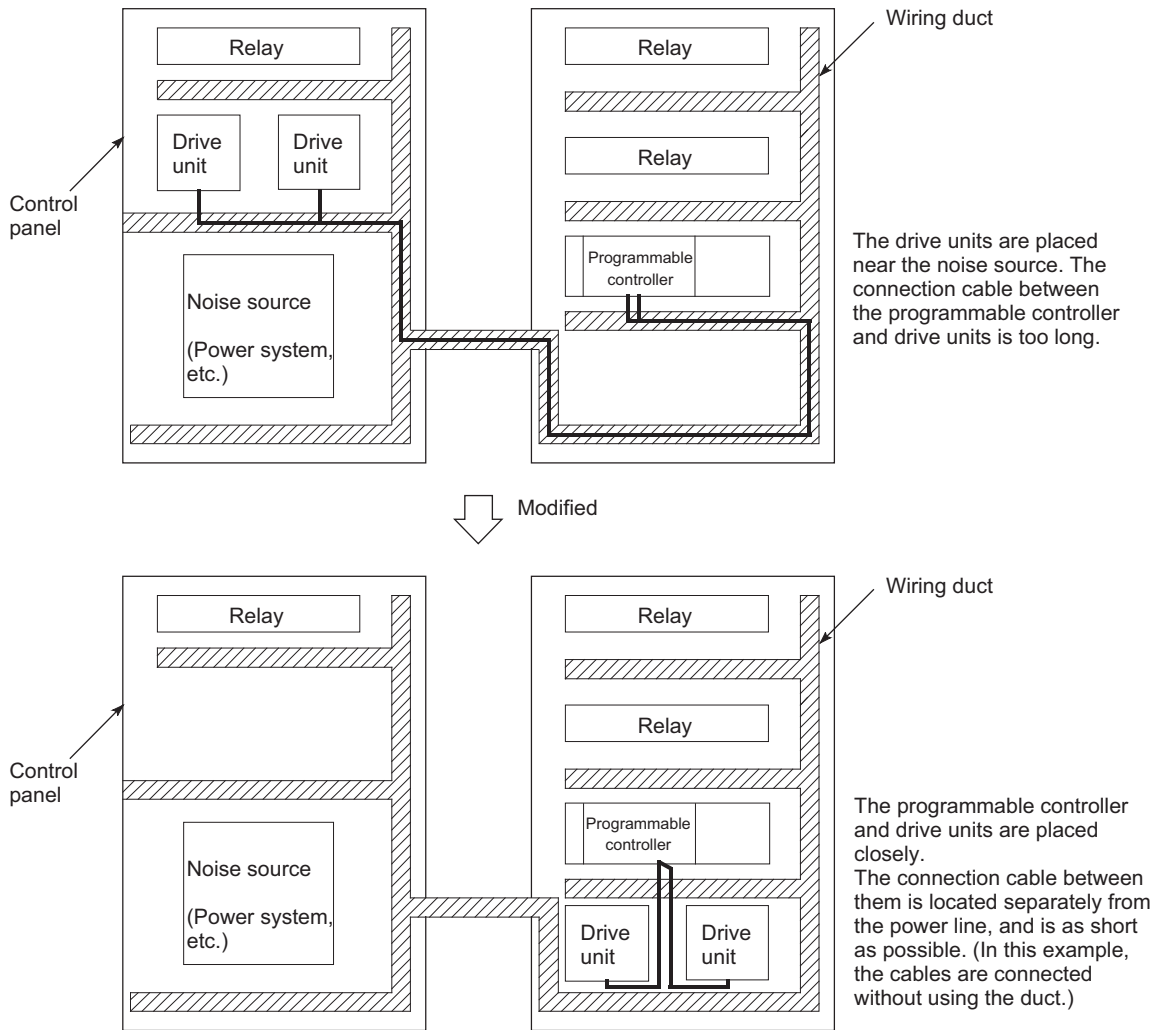 Wiring duct
Relay
Relay
Drive
unit
Drive
unit
Relay
Control
panel
Programmable
controller
The drive units are placed
near the noise source. The
connection cable between
the programmable controller
and drive units is too long.
Noise source
(Power system,
etc.)
Modified
Wiring duct
Relay
Relay
Relay
Control
panel
Programmable
controller
The programmable controller
and drive units are placed
closely.
The connection cable between
them is located separately from
the power line, and is as short
as possible. (In this example,
the cables are connected
without using the duct.)
Noise source
(Power system,
etc.)
Drive
unit
Drive
unit